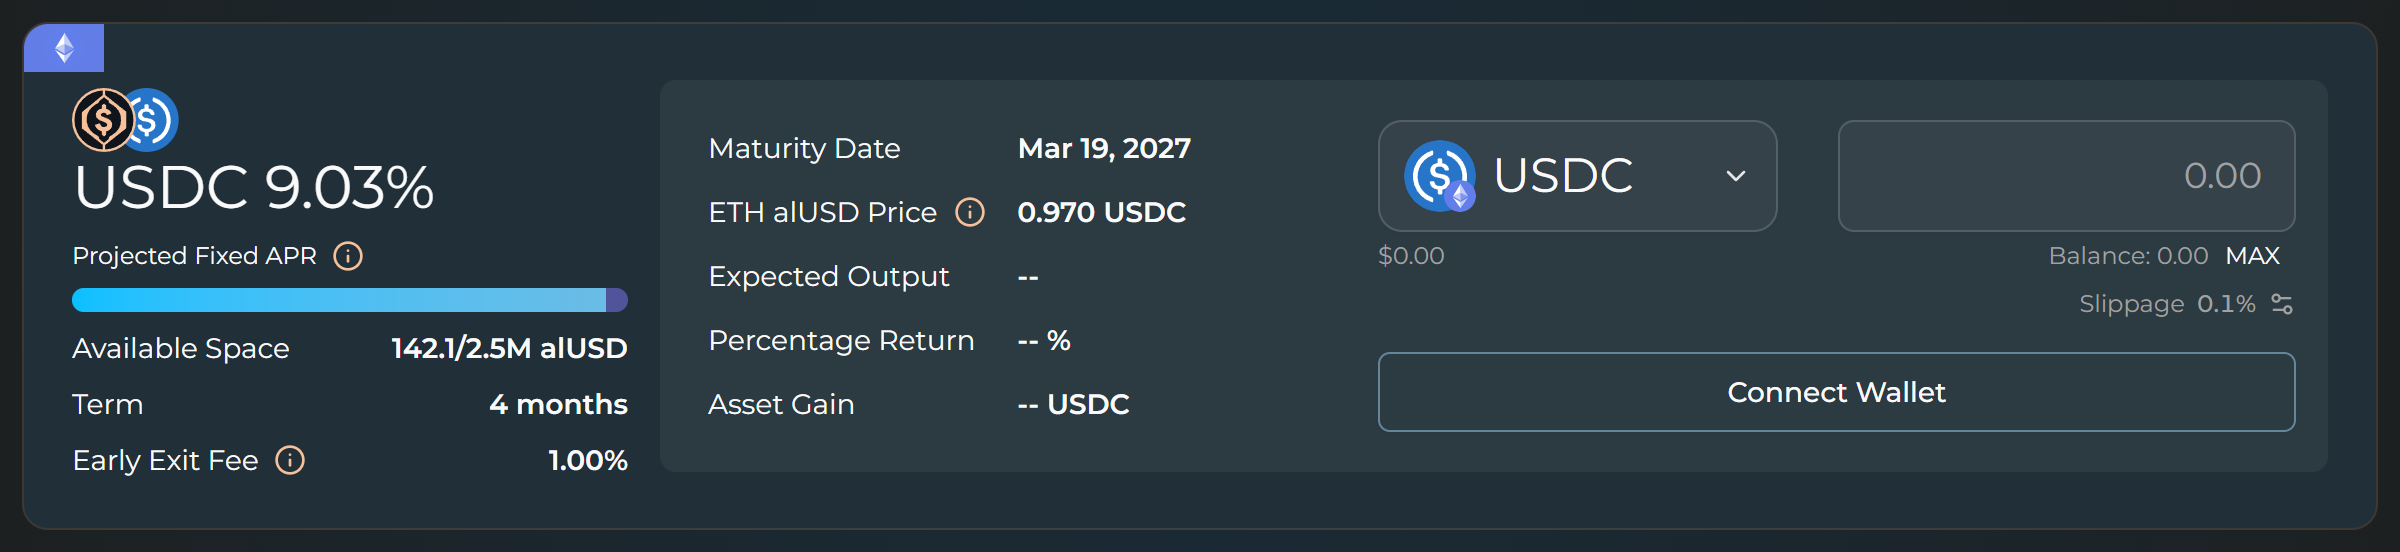 USDC 9.03%
Projected Fixed APR
Available Space 142.1/2.5M alUSD
Term 4 months
Early Exit Fee 1.00%
Maturity Date Mar 19, 2027
ETH alUSD Price 0.970 USDC
Expected Output --
Percentage Return -- %
Asset Gain -- USDC
USDC 0.00
$0.00 Balance: 0.00 MAX
Slippage 0.1%
Connect Wallet